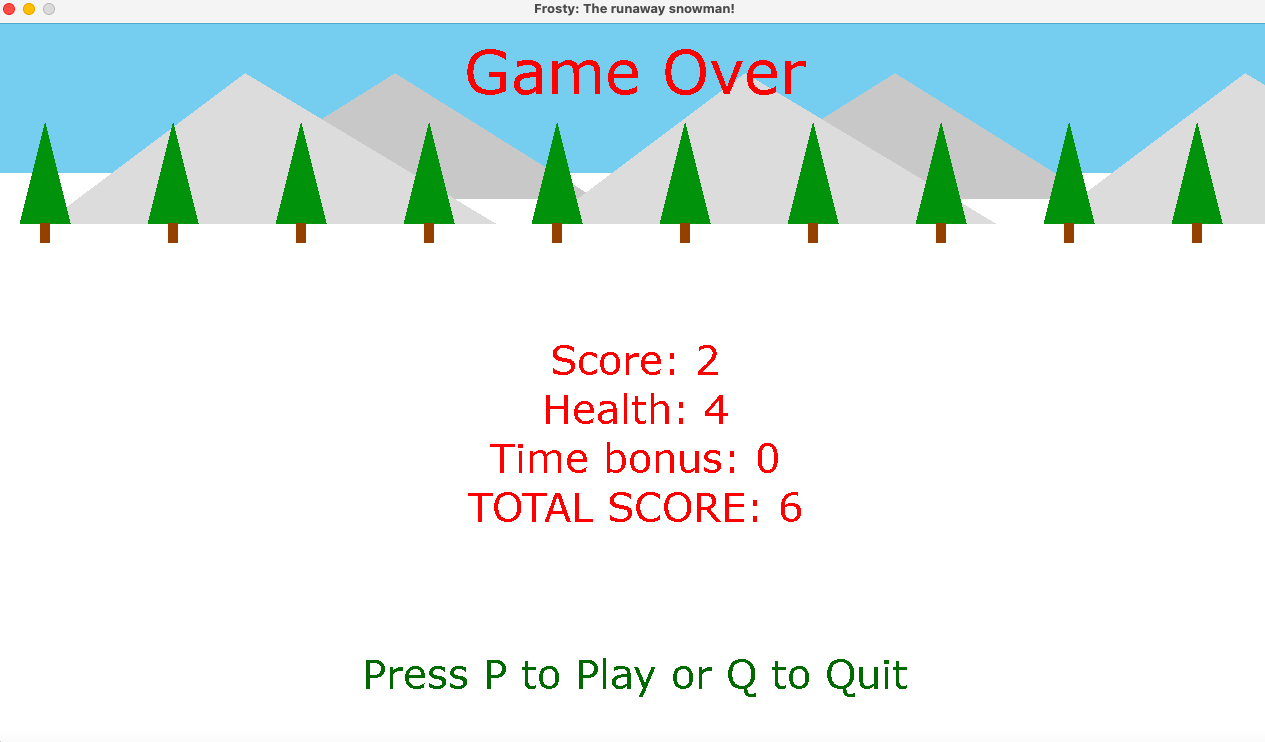 Frosty: The runaway snowman!
Game Over
Score: 2
Health: 4
Time bonus: 0
TOTAL SCORE: 6
Press P to Play or Q to Quit